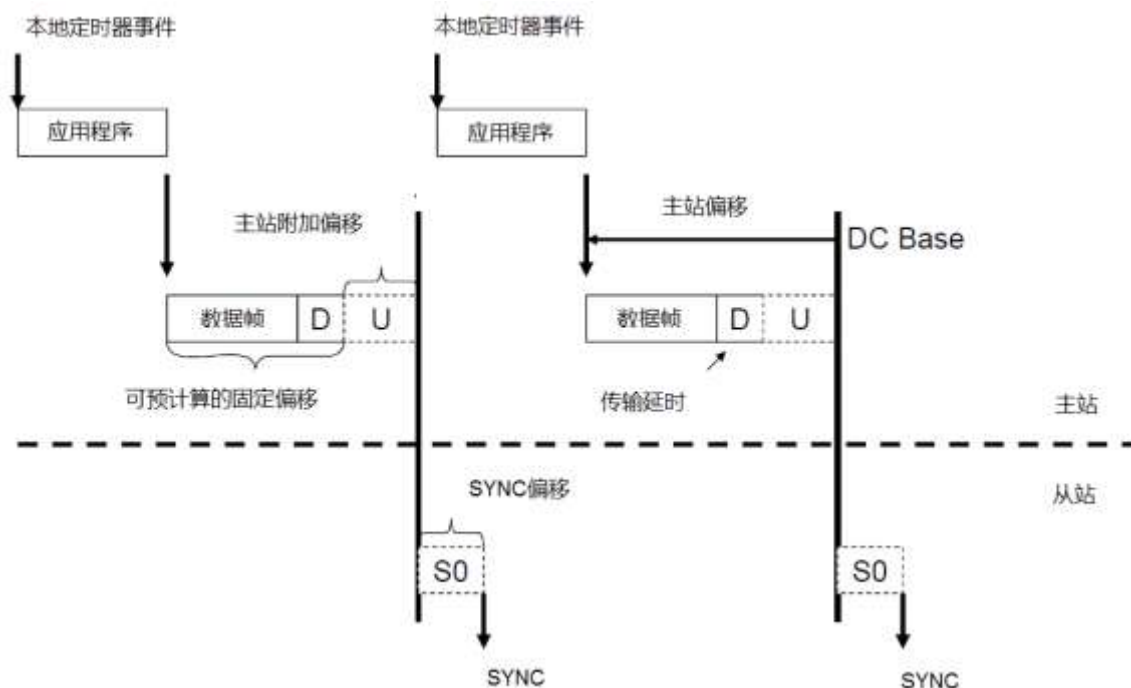 本地定时器事件
本地定时器事件
应用程序
应用程序
主站附加偏移
主站偏移
DC Base
数据帧
D
U
数据帧
D
U
可预计算的固定偏移
传输延时
主站
SYNC偏移
从站
S0
S0
SYNC
SYNC